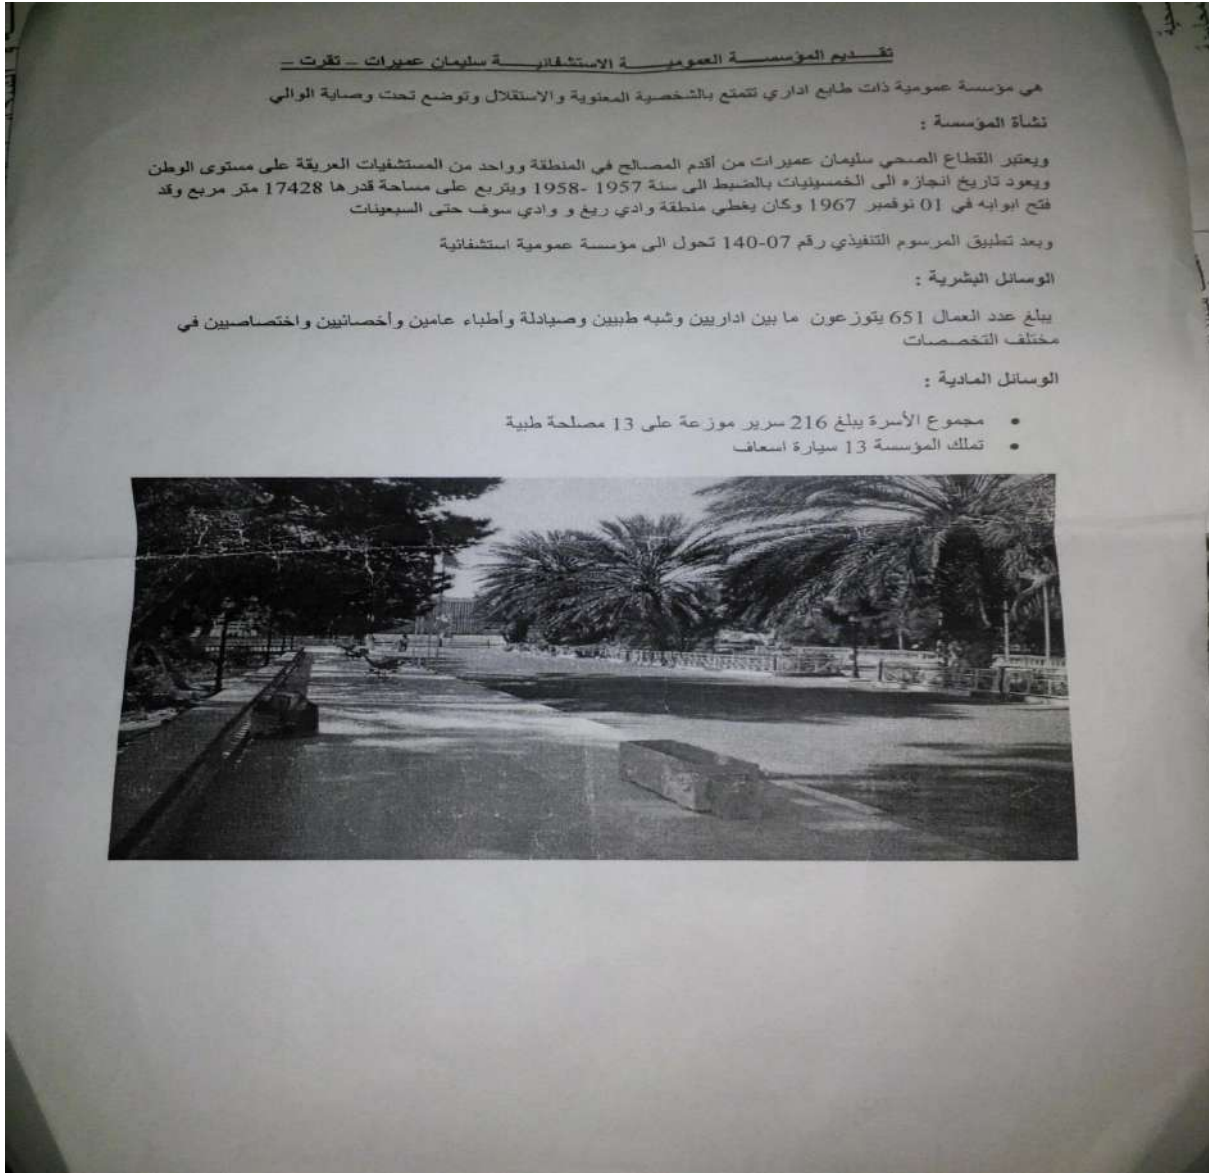 تقديم المؤسسة العمومية الاستشفائية سليمان عميرات – تقرت –
هي مؤسسة عمومية ذات طابع اداري تتمتع بالشخصية المعنوية والاستقلال وتوضع تحت وصاية الوالي
نشأة المؤسسة :
ويعتبر القطاع الصحي سليمان عميرات من أقدم المصالح في المنطقة وواحد من المستشفيات العريقة على مستوى الوطن
ويعود تاريخ انجازه الى الخمسينيات بالضبط الى سنة 1957 -1958 ويتربع على مساحة قدرها 17428 متر مربع وقد
فتح ابوابه في 01 نوفمبر 1967 وكان يغطي منطقة وادي ريغ و وادي سوف حتى السبعينات
وبعد تطبيق المرسوم التنفيذي رقم 07-140 تحول الى مؤسسة عمومية استشفائية
الوسائل البشرية :
يبلغ عدد العمال 651 يتوزعون ما بين اداريين وشبه طبيين وصيادلة وأطباء عامين وأخصائيين واختصاصيين في
مختلف التخصصات
الوسائل المادية :
• مجموع الأسرة يبلغ 216 سرير موزعة على 13 مصلحة طبية
• تملك المؤسسة 13 سيارة اسعاف